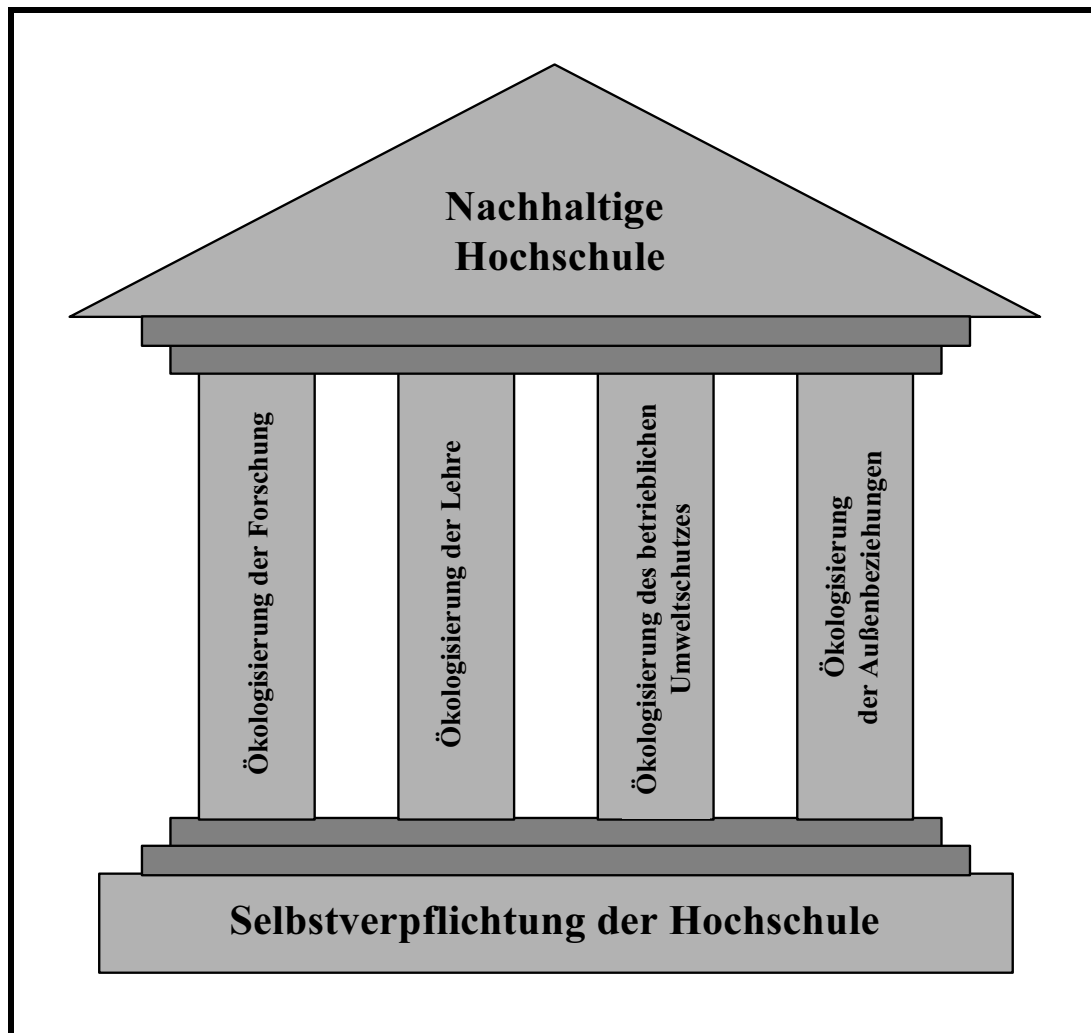 Nachhaltige
Hochschule
Ökologisierung der Forschung
Ökologisierung der Lehre
Ökologisierung des betrieblichen
Umweltschutzes
Ökologisierung
der Außenbeziehungen
Selbstverpflichtung der Hochschule